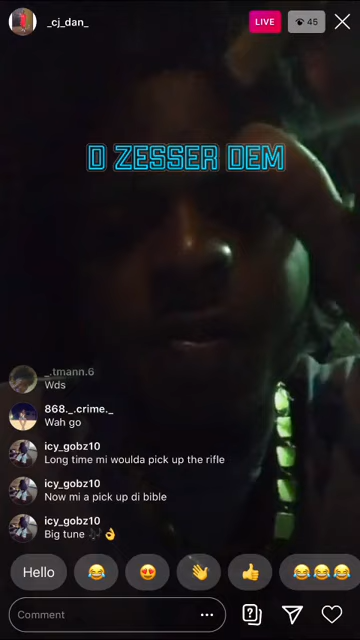 _cj_dan_
LIVE
45
D ZESSER DEM
_.tmann.6
Wds
868._.crime._
Wah go
icy_gobz10
Long time mi woulda pick up the rifle
icy_gobz10
Now mi a pick up di bible
icy_gobz10
Big tune 🎶👌
Hello 😂 😍 👋 👍 😂😂😂
Comment